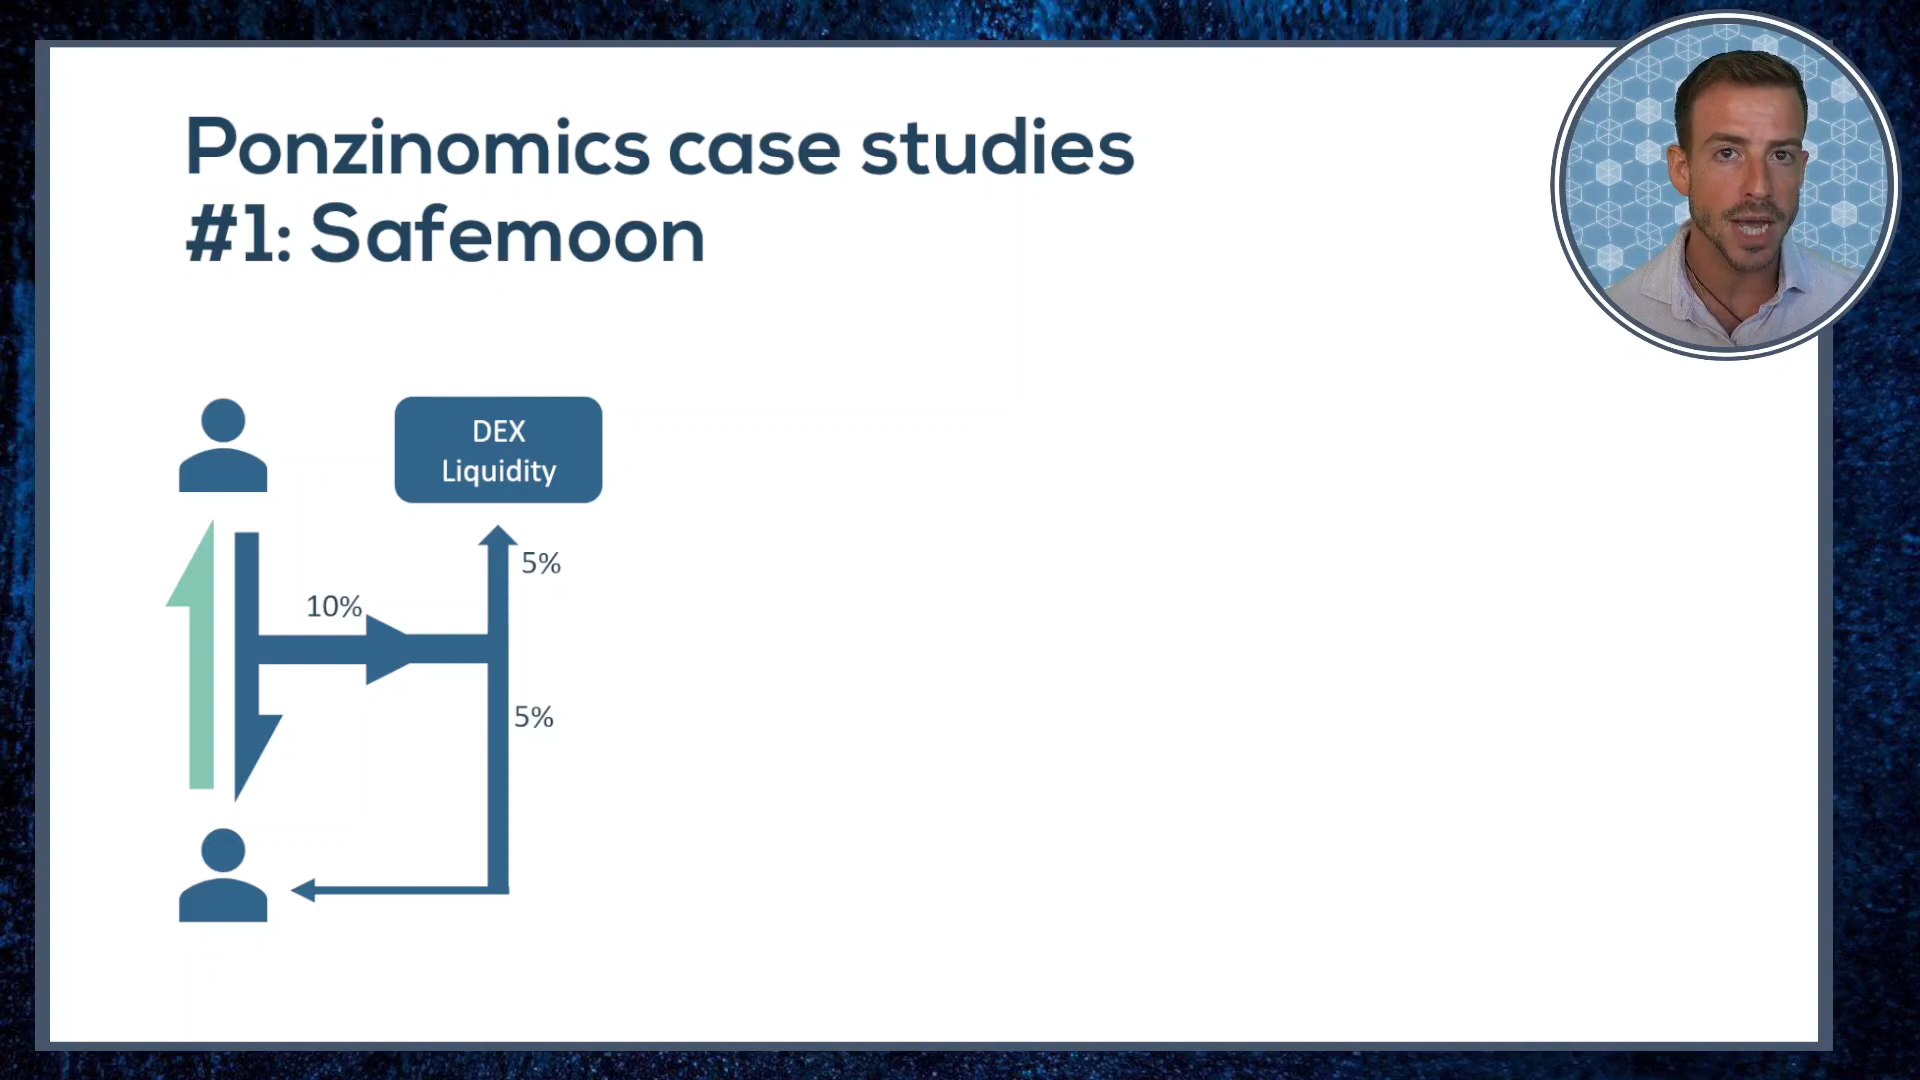 Ponzinomics case studies
#1: Safemoon
DEX
Liquidity
5%
10%
5%